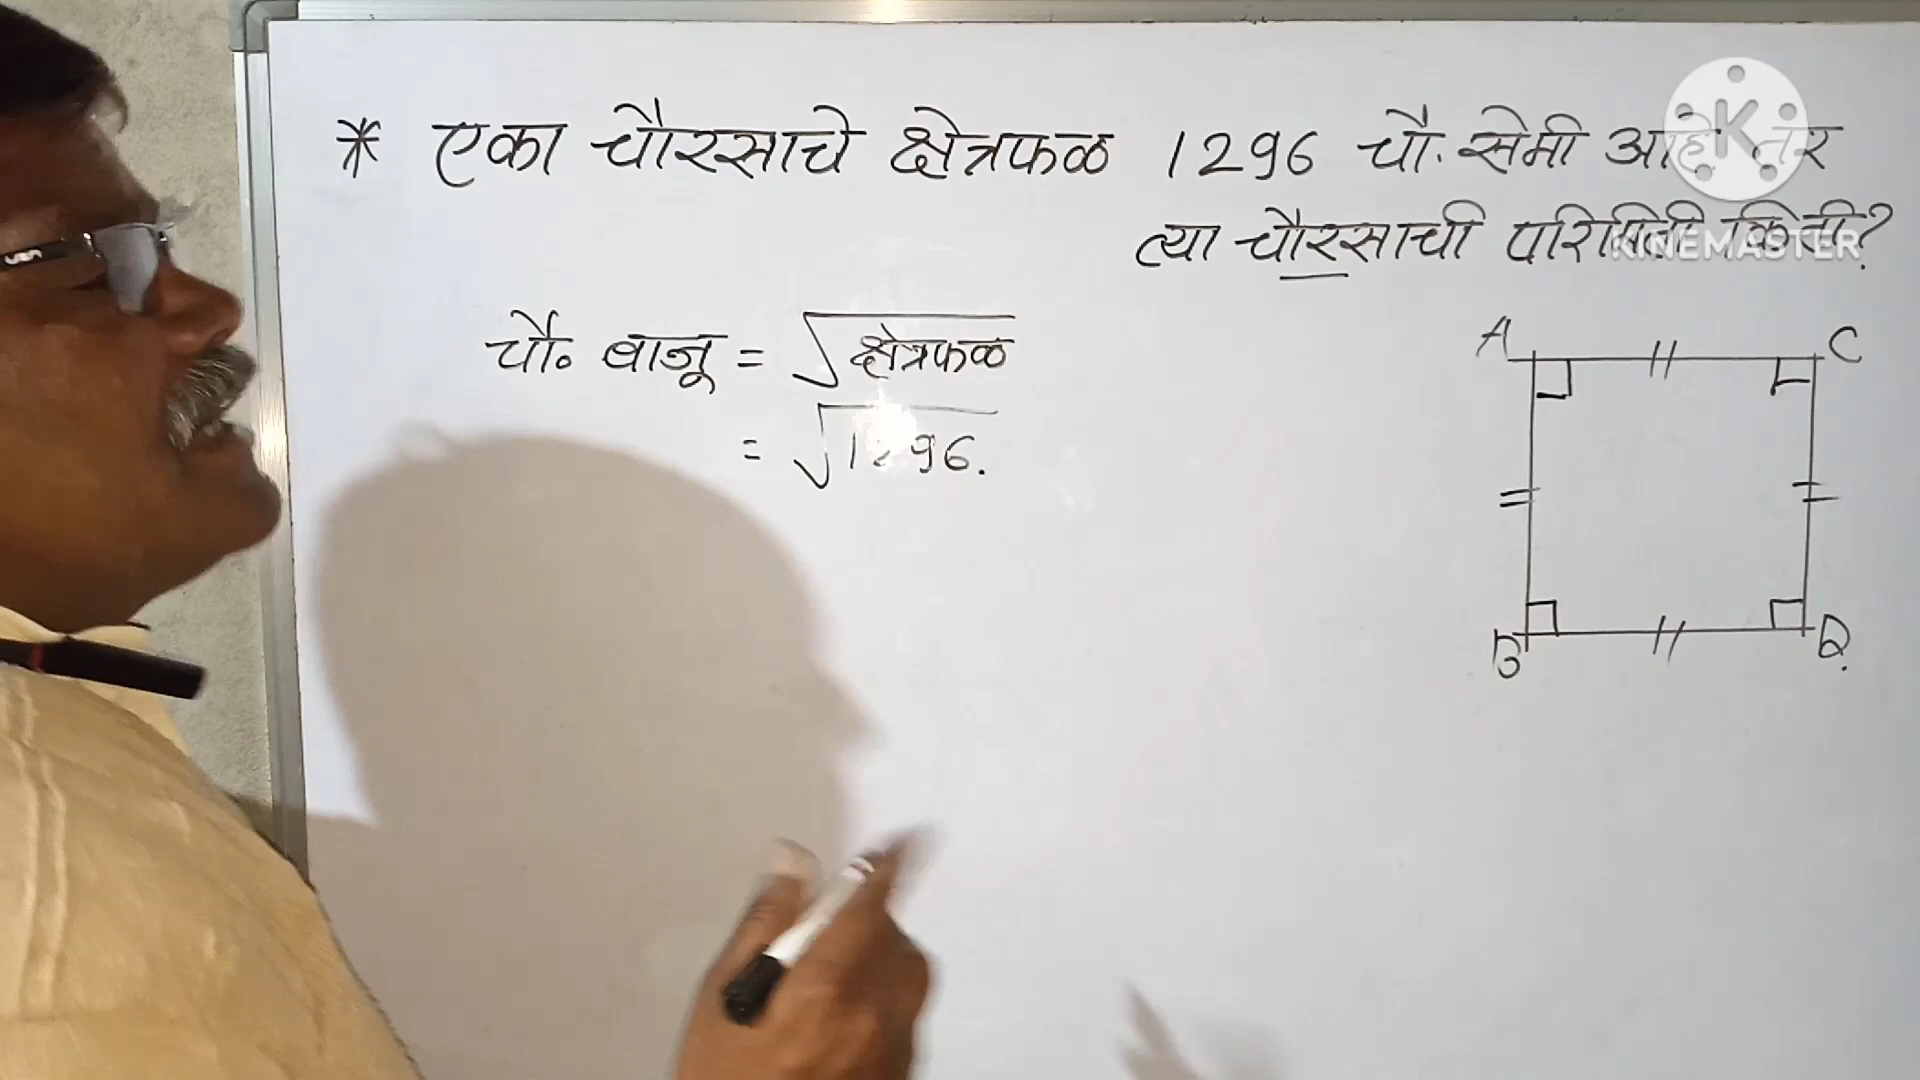 * एका चौरसाचे क्षेत्रफळ 1296 चौ. सेमी आहे तर
त्या चौरसाची परिमिती किती?
KINEMASTER
चौ. बाजू = √क्षेत्रफळ
= √1296.
A C
B D.